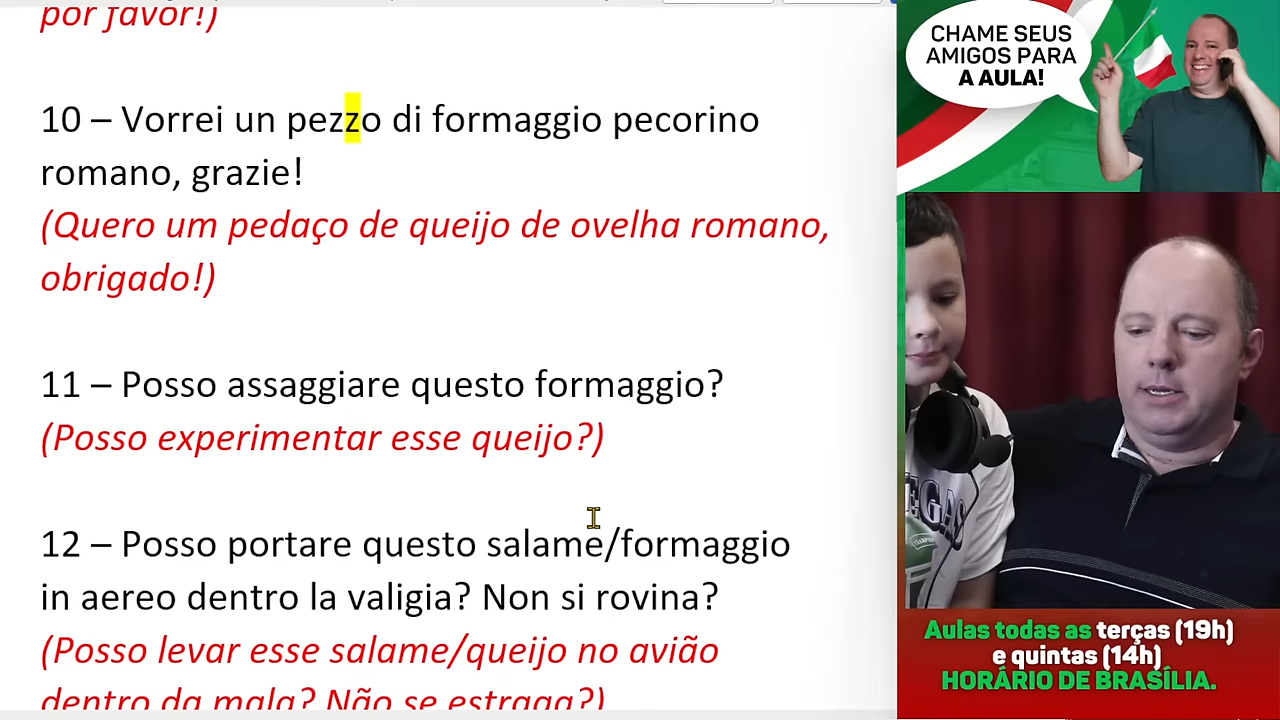 por favor!)
10 – Vorrei un pezzo di formaggio pecorino
romano, grazie!
(Quero um pedaço de queijo de ovelha romano,
obrigado!)
11 – Posso assaggiare questo formaggio?
(Posso experimentar esse queijo?)
12 – Posso portare questo salame/formaggio
in aereo dentro la valigia? Non si rovina?
(Posso levar esse salame/queijo no avião
dentro da mala? Não se estraga?)
CHAME SEUS
AMIGOS PARA
A AULA!
Aulas todas as terças (19h)
e quintas (14h)
HORÁRIO DE BRASÍLIA.